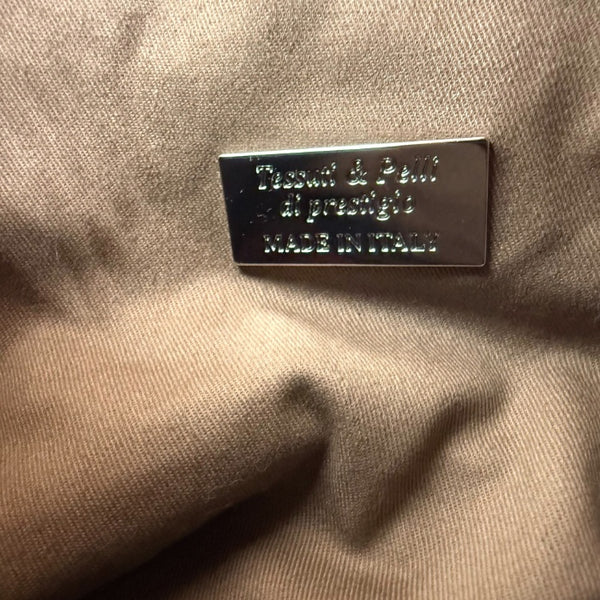 Tessuti & Pelli
di prestigio
MADE IN ITALY